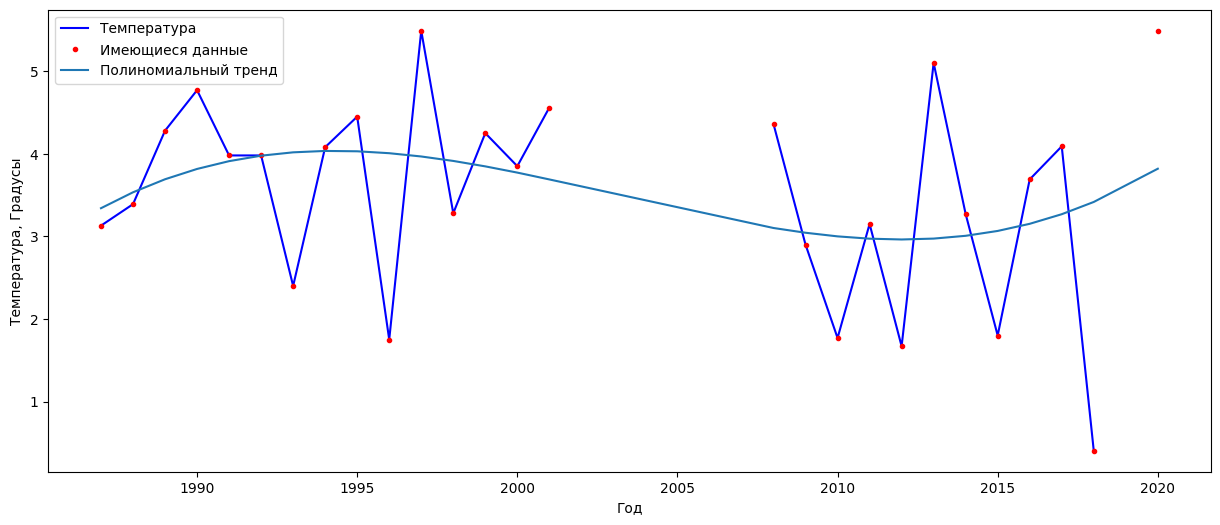 Температура
Имеющиеся данные
Полиномиальный тренд
Температура, Градусы
5
4
3
2
1
1990
1995
2000
2005
2010
2015
2020
Год